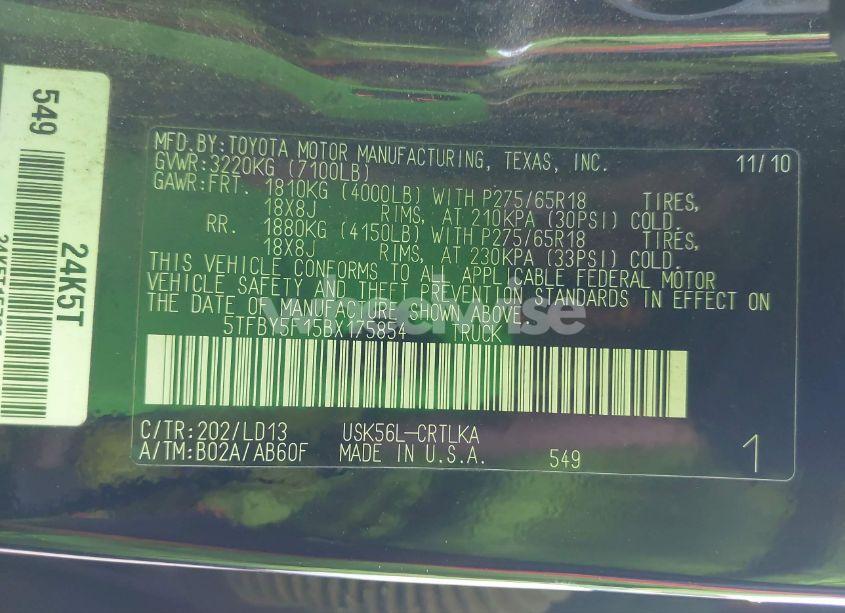 549
24K5T
MFD.BY:TOYOTA MOTOR MANUFACTURING, TEXAS, INC. 11/10
GVWR:3220KG (7100LB)
GAWR:FRT. 1810KG (4000LB) WITH P275/65R18 TIRES,
18X8J RIMS, AT 210KPA (30PSI) COLD.
RR. 1880KG (4150LB) WITH P275/65R18 TIRES,
18X8J RIMS, AT 230KPA (33PSI) COLD.
THIS VEHICLE CONFORMS TO ALL APPLICABLE FEDERAL MOTOR
VEHICLE SAFETY AND THEFT PREVENTION STANDARDS IN EFFECT ON
THE DATE OF MANUFACTURE SHOWN ABOVE.
5TFBY5F15BX175854 TRUCK
C/TR:202/LD13 USK56L-CRTLKA
A/TM:B02A/AB60F MADE IN U.S.A. 549 1
wheelwise